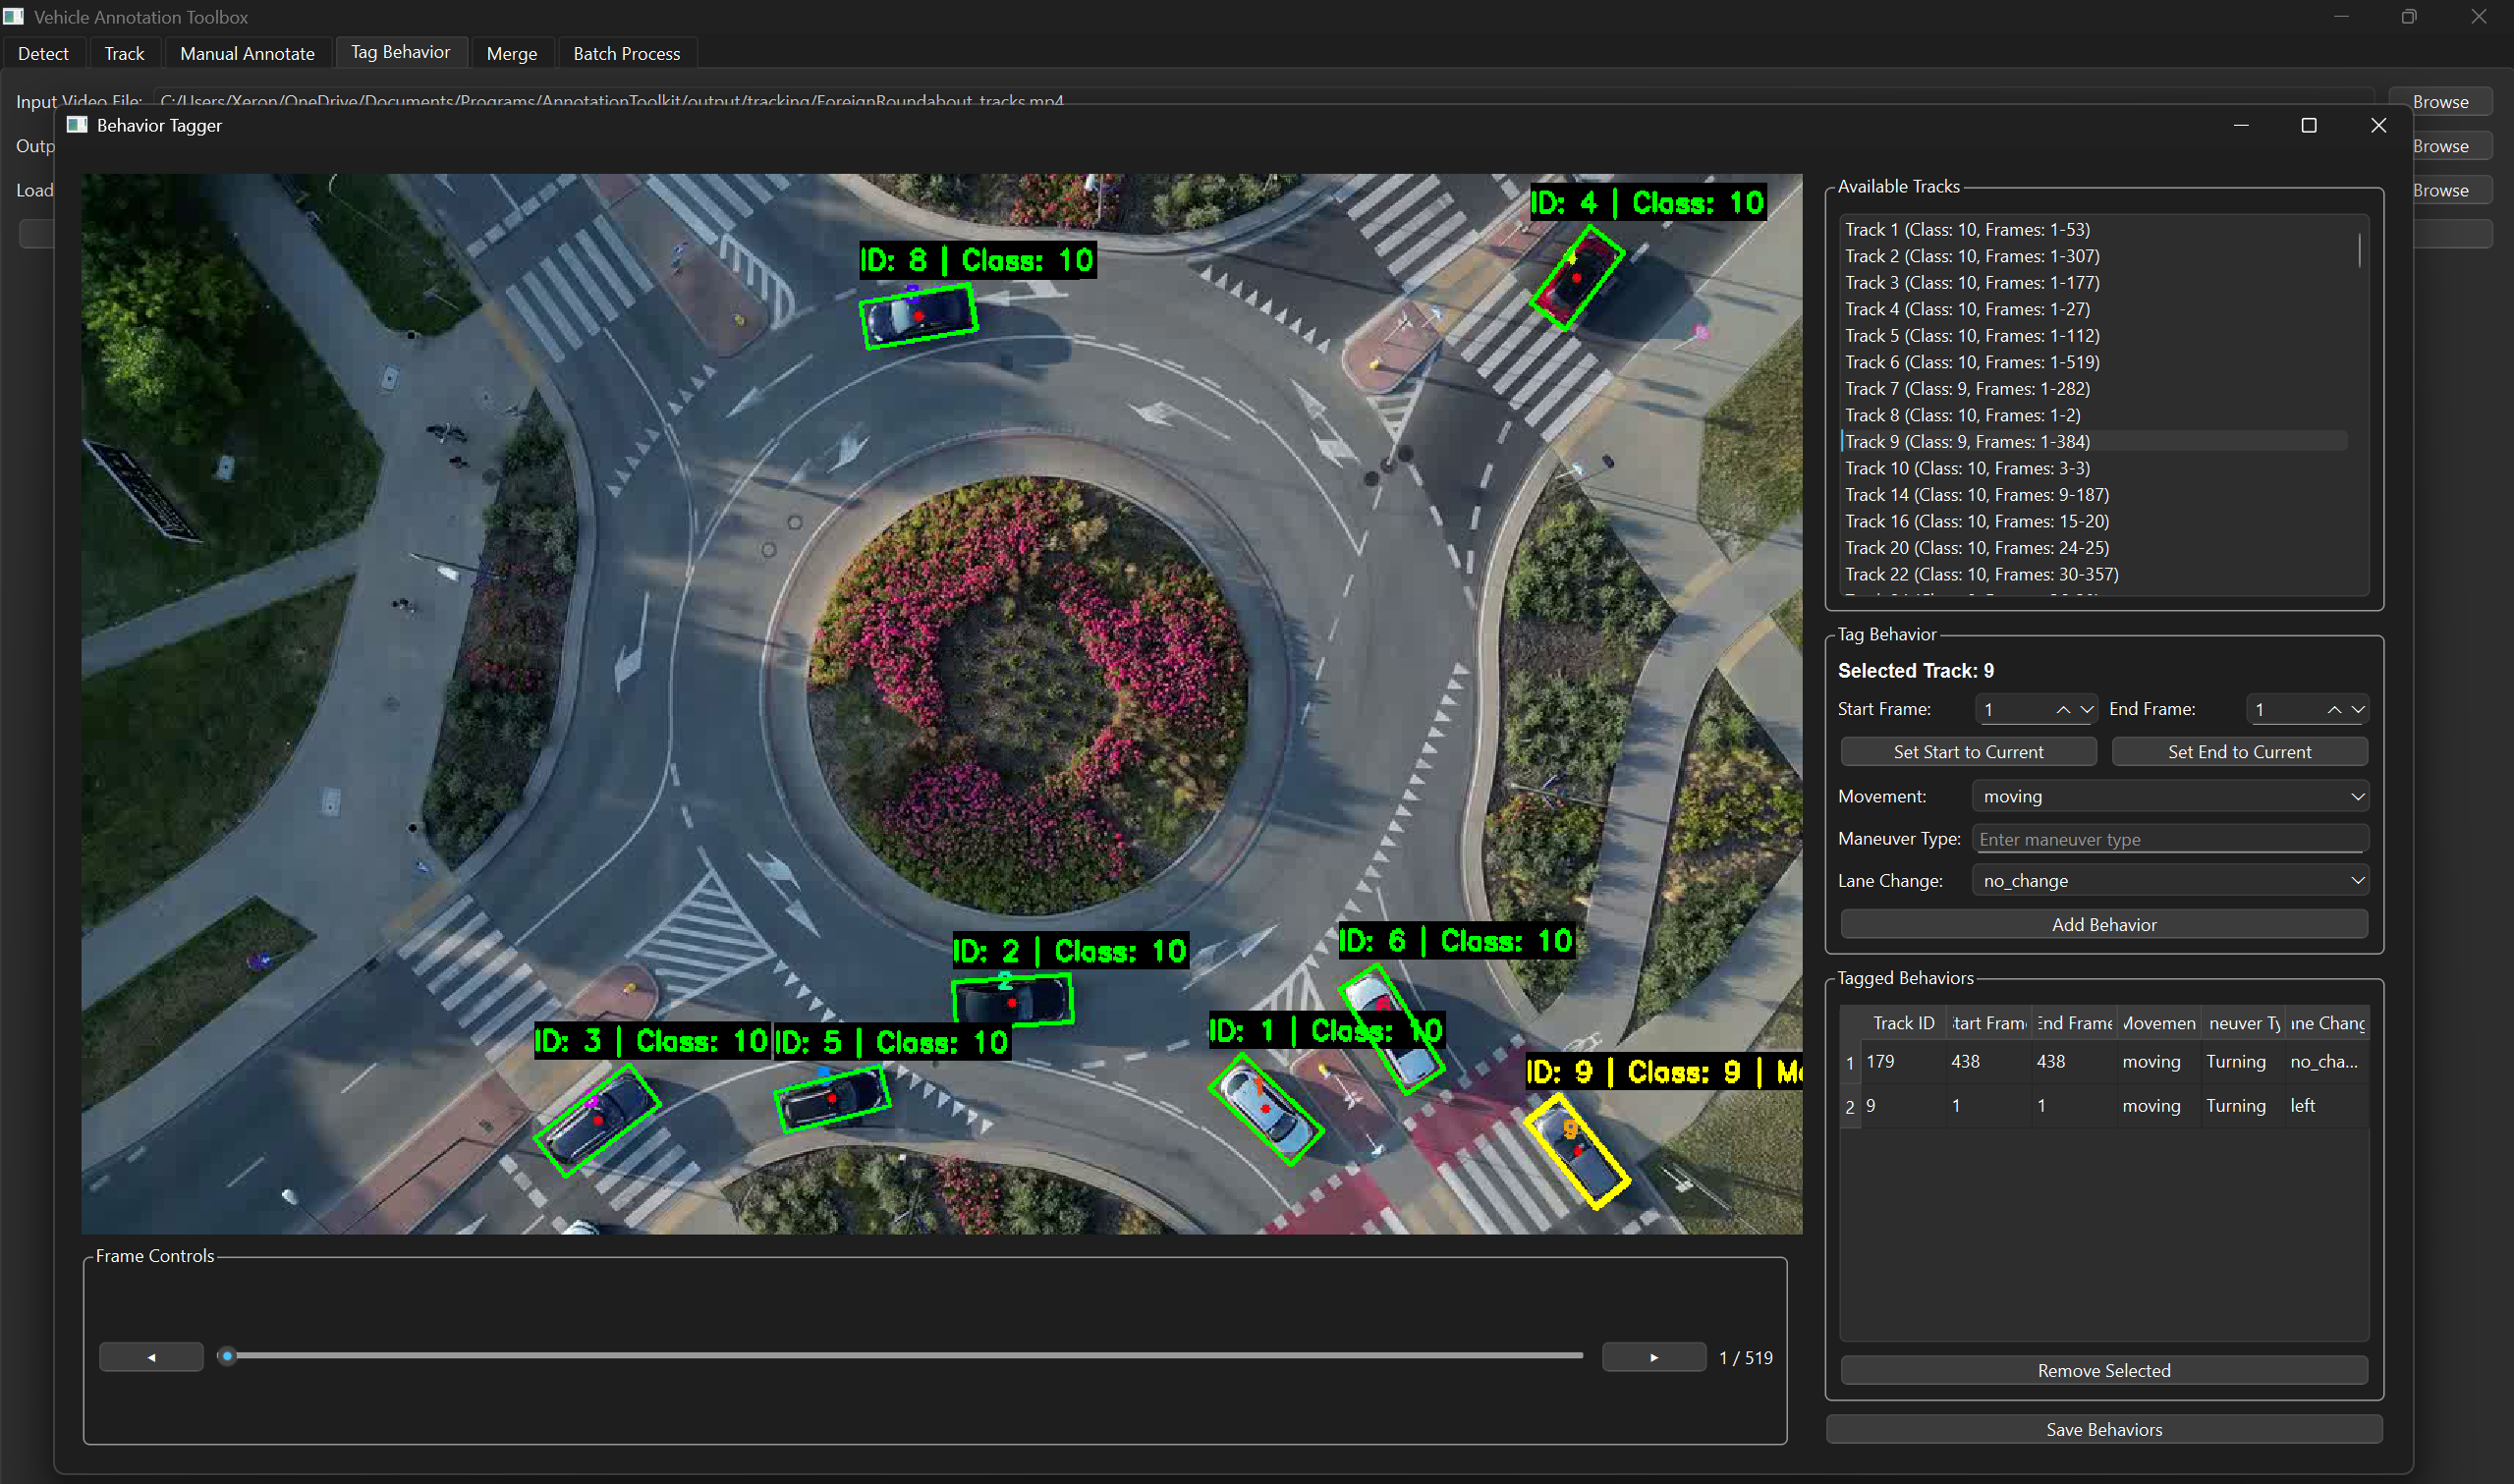 Vehicle Annotation Toolbox
Detect Track Manual Annotate Tag Behavior Merge Batch Process
Input Video File: C:/Users/Xeron/OneDrive/Documents/Programs/AnnotationToolkit/output/tracking/ForeignRoundabout_tracks.mp4 Browse
Behavior Tagger
Outp Browse
Load Browse
ID: 4 | Class: 10
ID: 8 | Class: 10
ID: 2 | Class: 10
2
ID: 6 | Class: 10
ID: 3 | Class: 10
ID: 5 | Class: 10
ID: 1 | Class: 10
ID: 9 | Class: 9 | Mo
9
Frame Controls
◂
▸
1 / 519
Available Tracks
Track 1 (Class: 10, Frames: 1-53)
Track 2 (Class: 10, Frames: 1-307)
Track 3 (Class: 10, Frames: 1-177)
Track 4 (Class: 10, Frames: 1-27)
Track 5 (Class: 10, Frames: 1-112)
Track 6 (Class: 10, Frames: 1-519)
Track 7 (Class: 9, Frames: 1-282)
Track 8 (Class: 10, Frames: 1-2)
Track 9 (Class: 9, Frames: 1-384)
Track 10 (Class: 10, Frames: 3-3)
Track 14 (Class: 10, Frames: 9-187)
Track 16 (Class: 10, Frames: 15-20)
Track 20 (Class: 10, Frames: 24-25)
Track 22 (Class: 10, Frames: 30-357)
Tag Behavior
Selected Track: 9
Start Frame: 1 End Frame: 1
Set Start to Current Set End to Current
Movement: moving
Maneuver Type: Enter maneuver type
Lane Change: no_change
Add Behavior
Tagged Behaviors
Track ID tart Fram End Frame Movemen neuver Ty ane Chang
1 179 438 438 moving Turning no_cha...
2 9 1 1 moving Turning left
Remove Selected
Save Behaviors